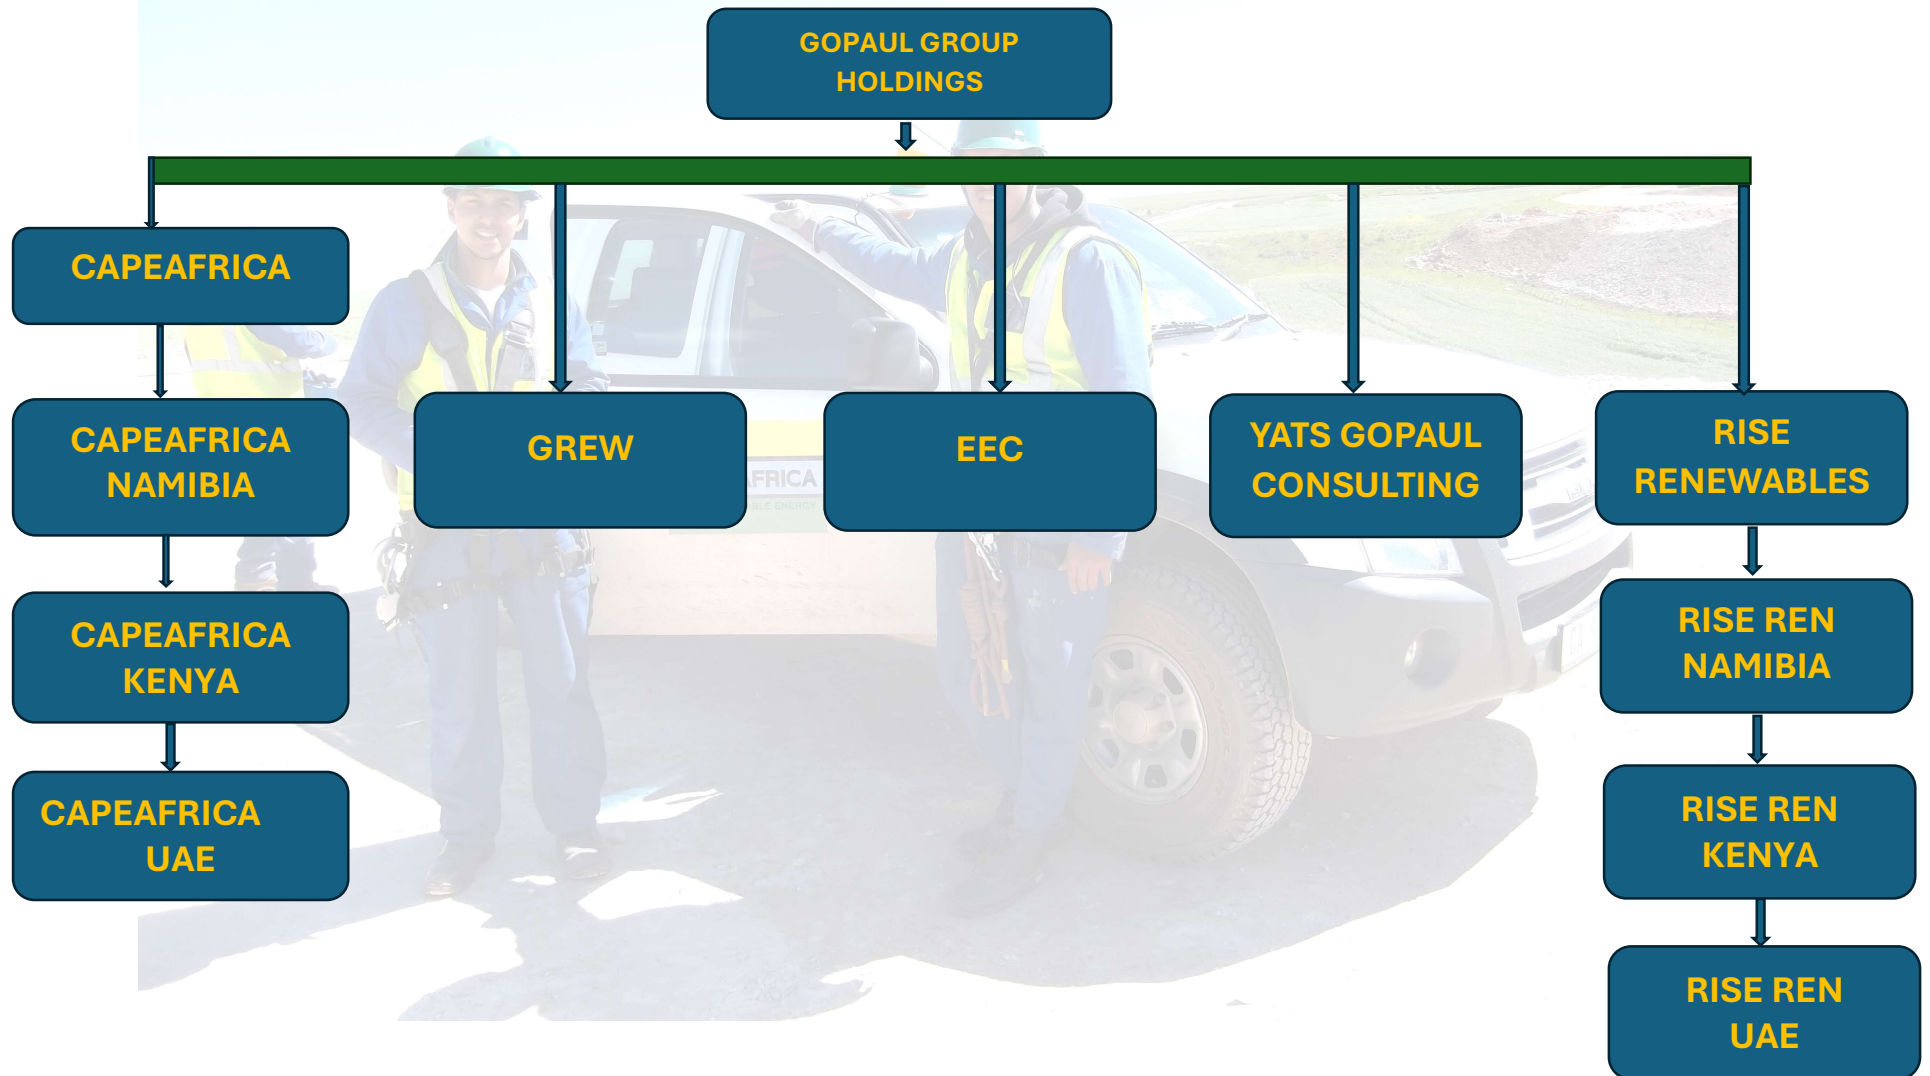 GOPAUL GROUP
HOLDINGS
CAPEAFRICA
CAPEAFRICA
NAMIBIA
GREW
EEC
YATS GOPAUL
CONSULTING
RISE
RENEWABLES
AFRICA
CAPEAFRICA
KENYA
RISE REN
NAMIBIA
CAPEAFRICA
UAE
RISE REN
KENYA
RISE REN
UAE